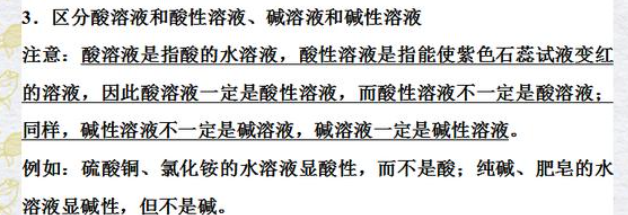 3．区分酸溶液和酸性溶液、碱溶液和碱性溶液
注意：酸溶液是指酸的水溶液，酸性溶液是指能使紫色石蕊试液变红
的溶液，因此酸溶液一定是酸性溶液，而酸性溶液不一定是酸溶液；
同样，碱性溶液不一定是碱溶液，碱溶液一定是碱性溶液。
例如：硫酸铜、氯化铵的水溶液显酸性，而不是酸；纯碱、肥皂的水
溶液显碱性，但不是碱。